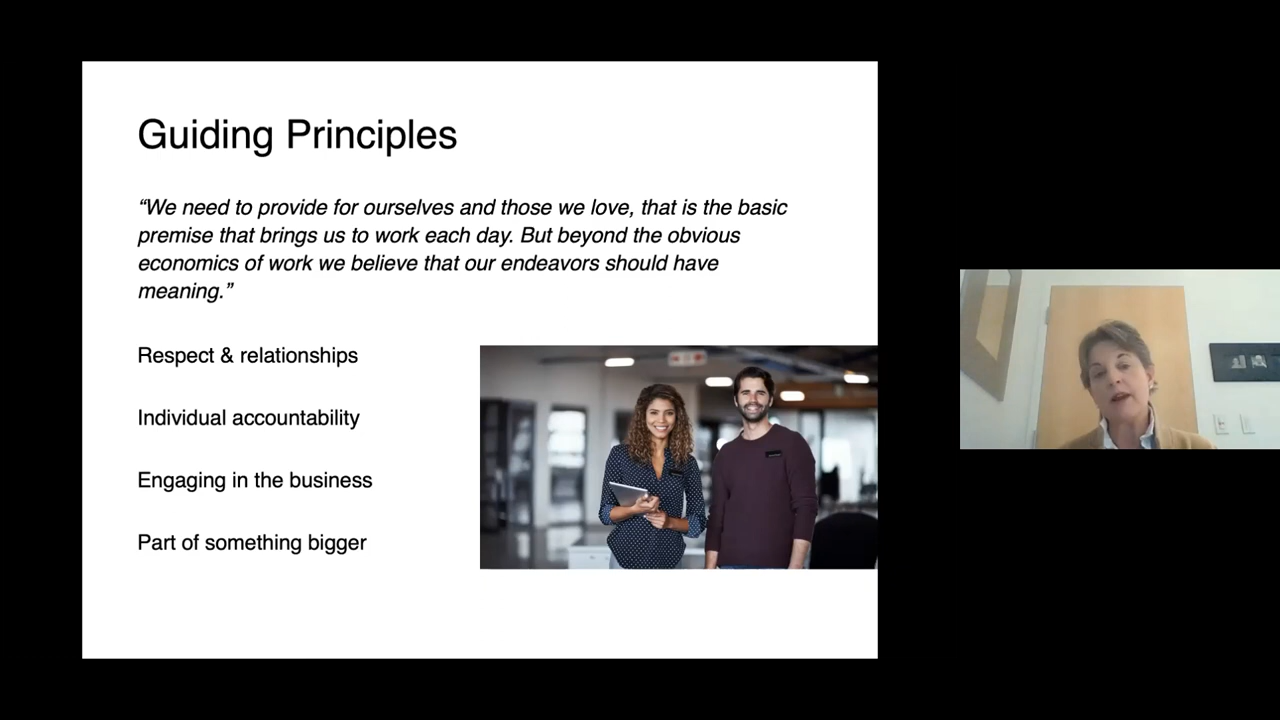 Guiding Principles
“We need to provide for ourselves and those we love, that is the basic
premise that brings us to work each day. But beyond the obvious
economics of work we believe that our endeavors should have
meaning.”
Respect & relationships
Individual accountability
Engaging in the business
Part of something bigger